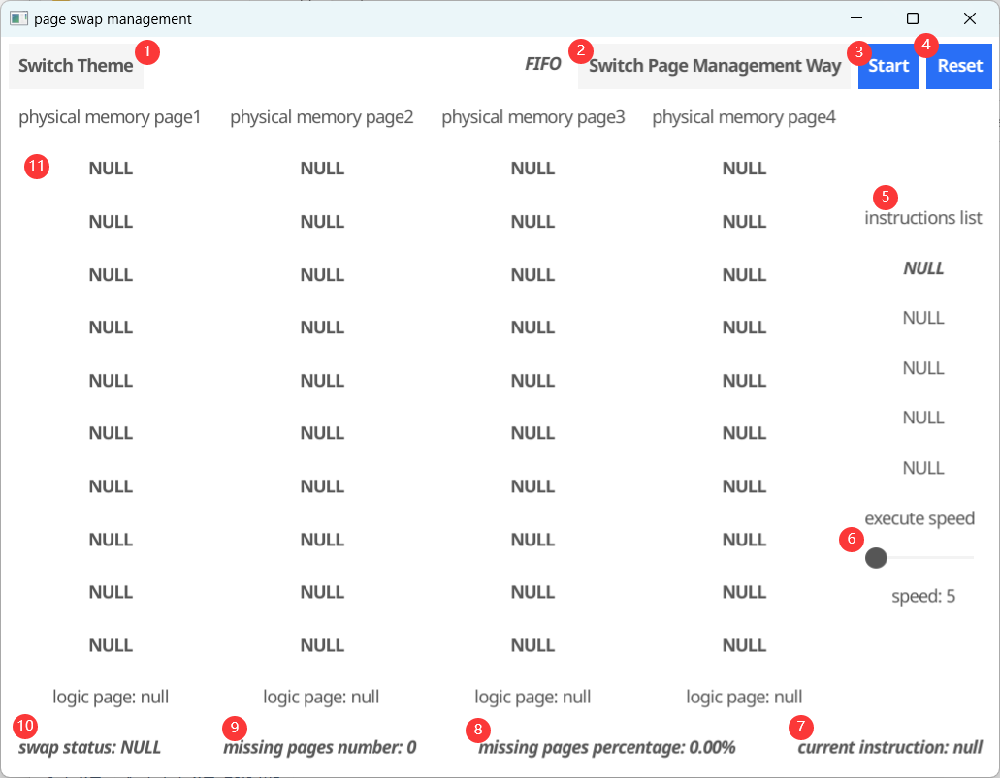 page swap management
Switch Theme 1 FIFO 2 Switch Page Management Way 3 Start 4 Reset
physical memory page1 physical memory page2 physical memory page3 physical memory page4
11 NULL NULL NULL NULL
5
NULL NULL NULL NULL instructions list
NULL NULL NULL NULL NULL
NULL NULL NULL NULL NULL
NULL NULL NULL NULL NULL
NULL NULL NULL NULL NULL
NULL NULL NULL NULL NULL
execute speed
NULL NULL NULL NULL 6
NULL NULL NULL NULL speed: 5
NULL NULL NULL NULL
logic page: null logic page: null logic page: null logic page: null
10 9 8 7
swap status: NULL missing pages number: 0 missing pages percentage: 0.00% current instruction: null